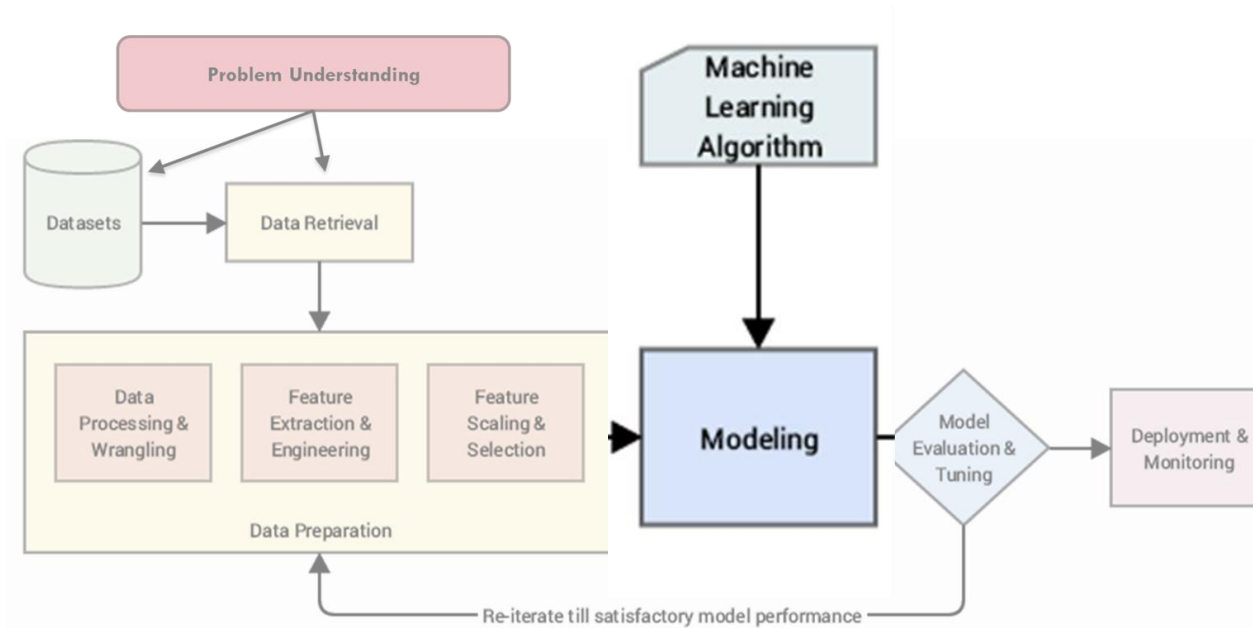 Problem Understanding
Machine
Learning
Algorithm
Datasets
Data Retrieval
Data
Processing &
Wrangling
Feature
Extraction &
Engineering
Feature
Scaling &
Selection
Data Preparation
Modeling
Model
Evaluation &
Tuning
Deployment &
Monitoring
Re-iterate till satisfactory model performance